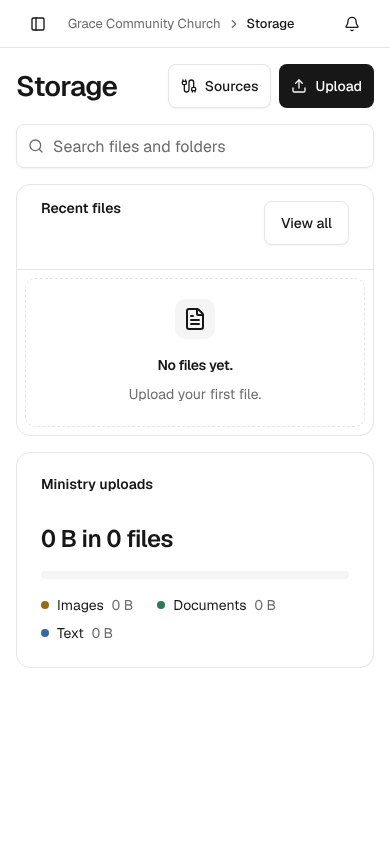 Grace Community Church > Storage
Storage
Sources
Upload
Search files and folders
Recent files
View all
No files yet.
Upload your first file.
Ministry uploads
0 B in 0 files
Images 0 B
Documents 0 B
Text 0 B